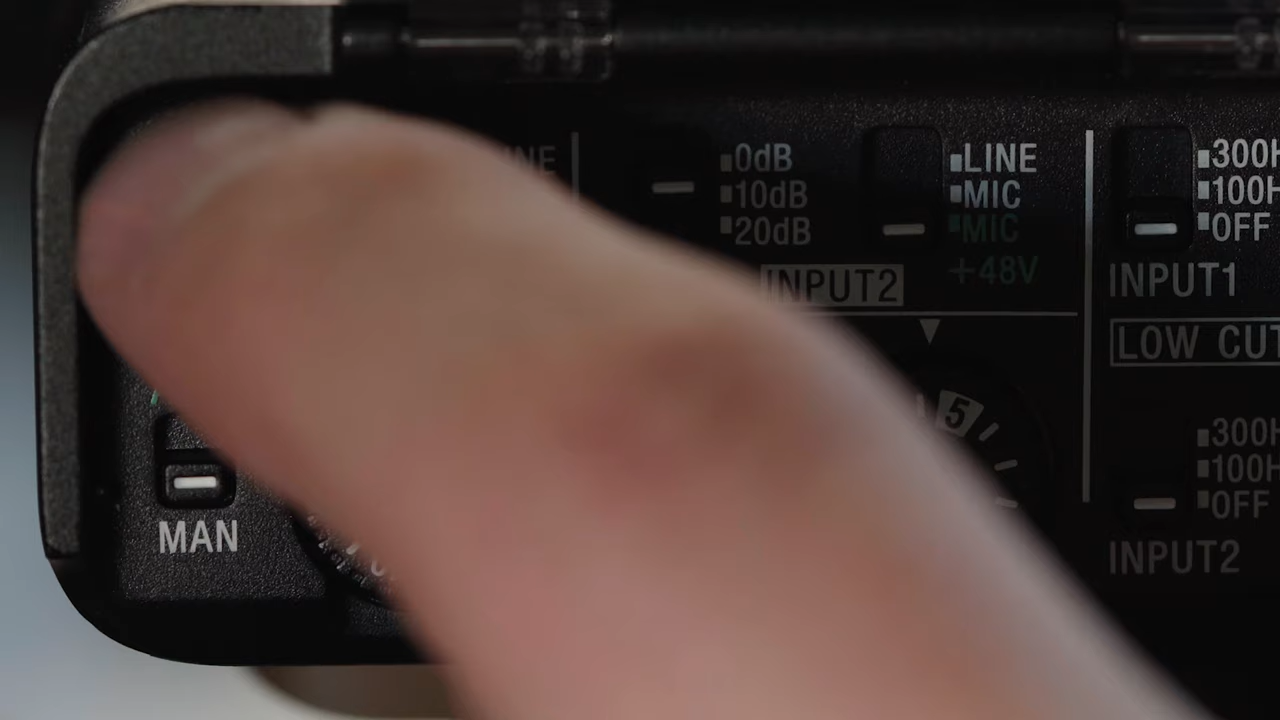 0dB
10dB
20dB
INPUT2
LINE
MIC
MIC
+48V
5
MAN
300H
100H
OFF
INPUT1
LOW CUT
300H
100H
OFF
INPUT2